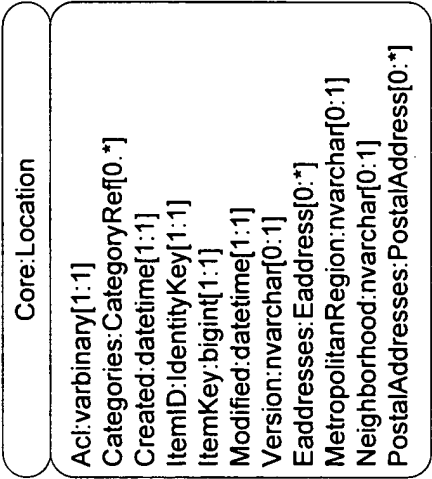 Core:Location
Acl:varbinary[1:1]
Categories:CategoryRef[0.*]
Created:datetime[1:1]
ItemID:IdentityKey[1:1]
ItemKey:bigint[1:1]
Modified:datetime[1:1]
Version:nvarchar[0:1]
Eaddresses:Eaddress[0:*]
MetropolitanRegion:nvarchar[0:1]
Neighborhood:nvarchar[0:1]
PostalAddresses:PostalAddress[0:*]